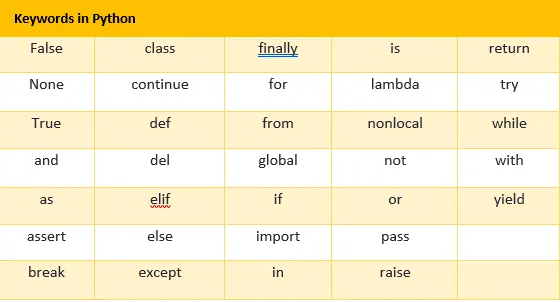 Keywords in Python
False class finally is return
None continue for lambda try
True def from nonlocal while
and del global not with
as elif if or yield
assert else import pass
break except in raise